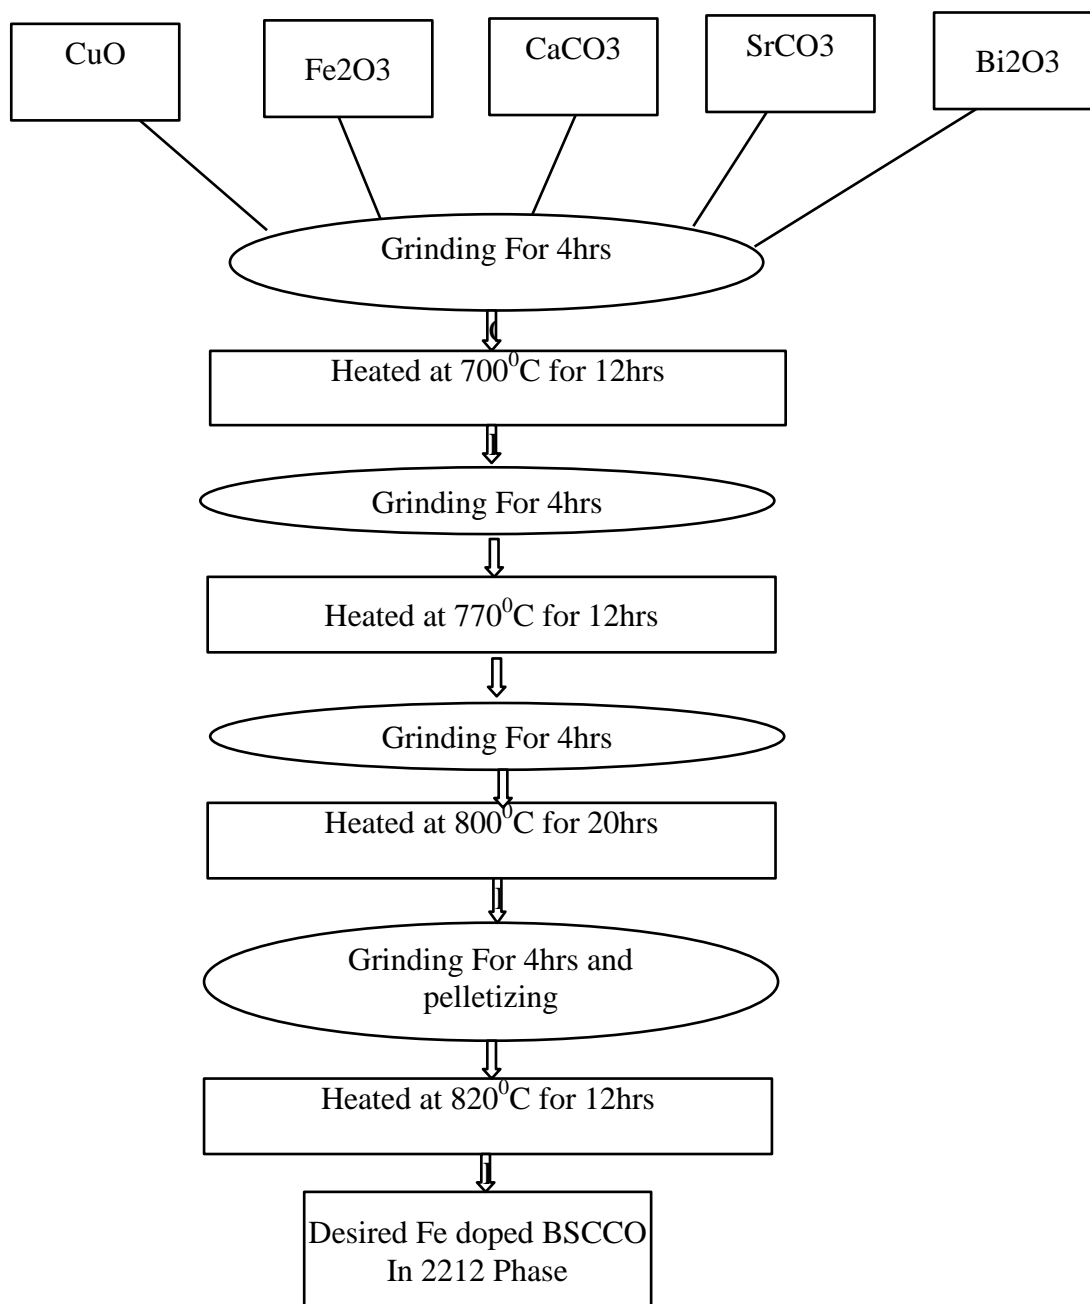 CuO
Fe2O3
CaCO3
SrCO3
Bi2O3
Grinding For 4hrs
Heated at 700⁰C for 12hrs
Grinding For 4hrs
Heated at 770⁰C for 12hrs
Grinding For 4hrs
Heated at 800⁰C for 20hrs
Grinding For 4hrs and
pelletizing
Heated at 820⁰C for 12hrs
Desired Fe doped BSCCO
In 2212 Phase